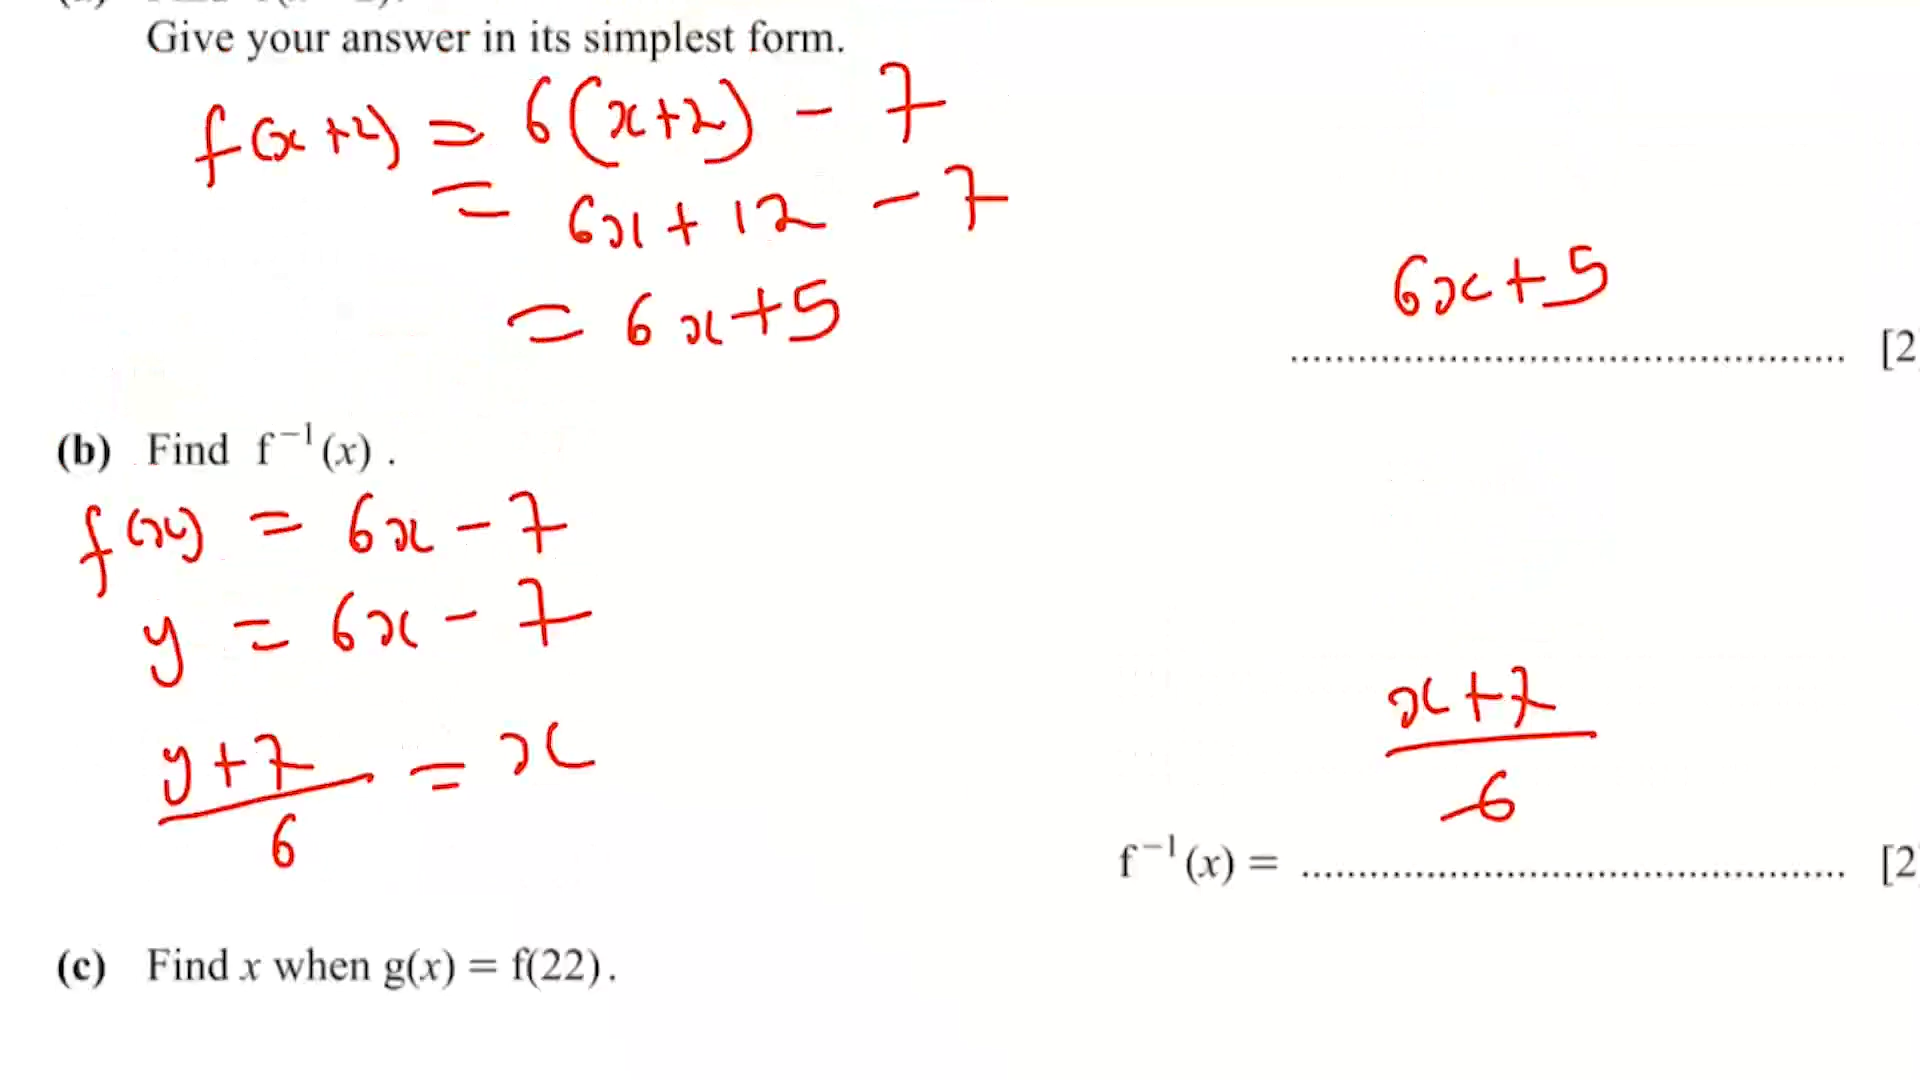 Give your answer in its simplest form.
f(x+2) = 6(x+2) - 7
= 6x + 12 - 7
= 6x+5
6x+5
[2
(b) Find f⁻¹(x).
f(x) = 6x - 7
y = 6x - 7
y+7
6
= x
x+7
6
f⁻¹(x) = [2
(c) Find x when g(x) = f(22).